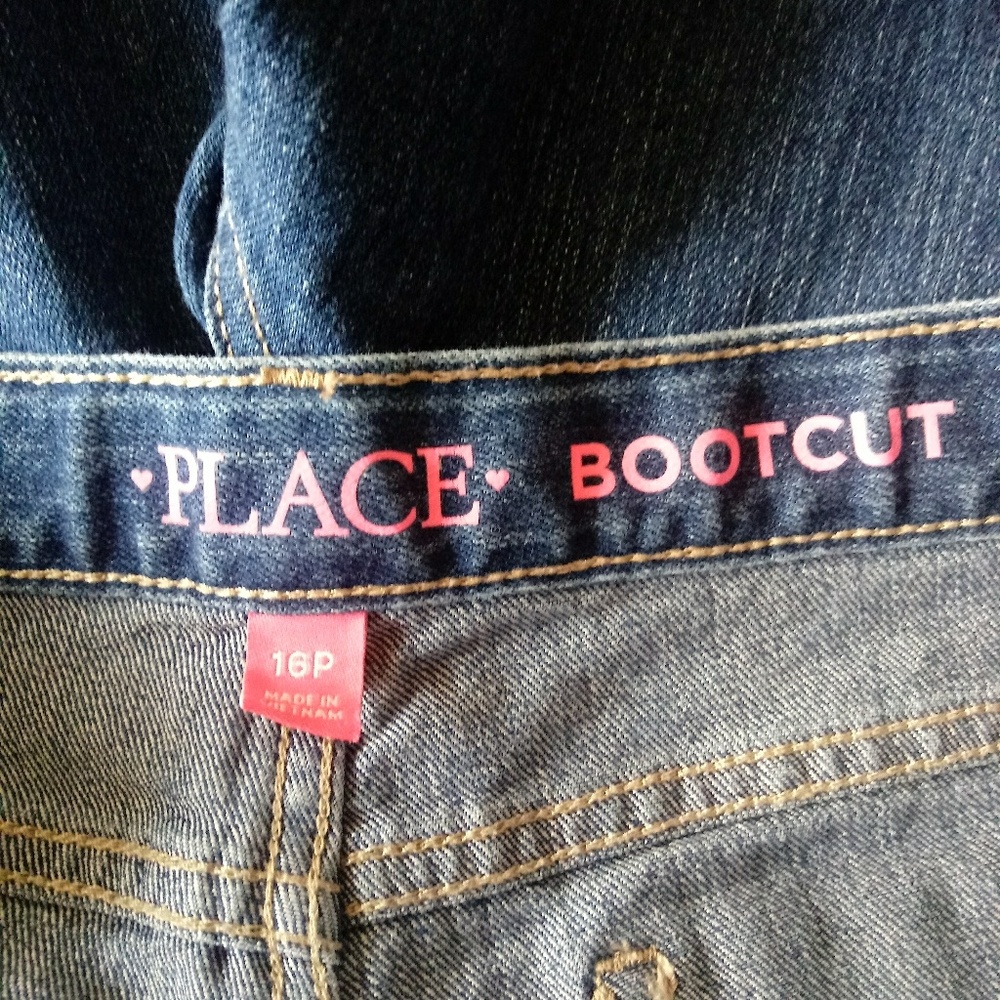 PLACE BOOTCUT
16P
MADE IN
VIETNAM